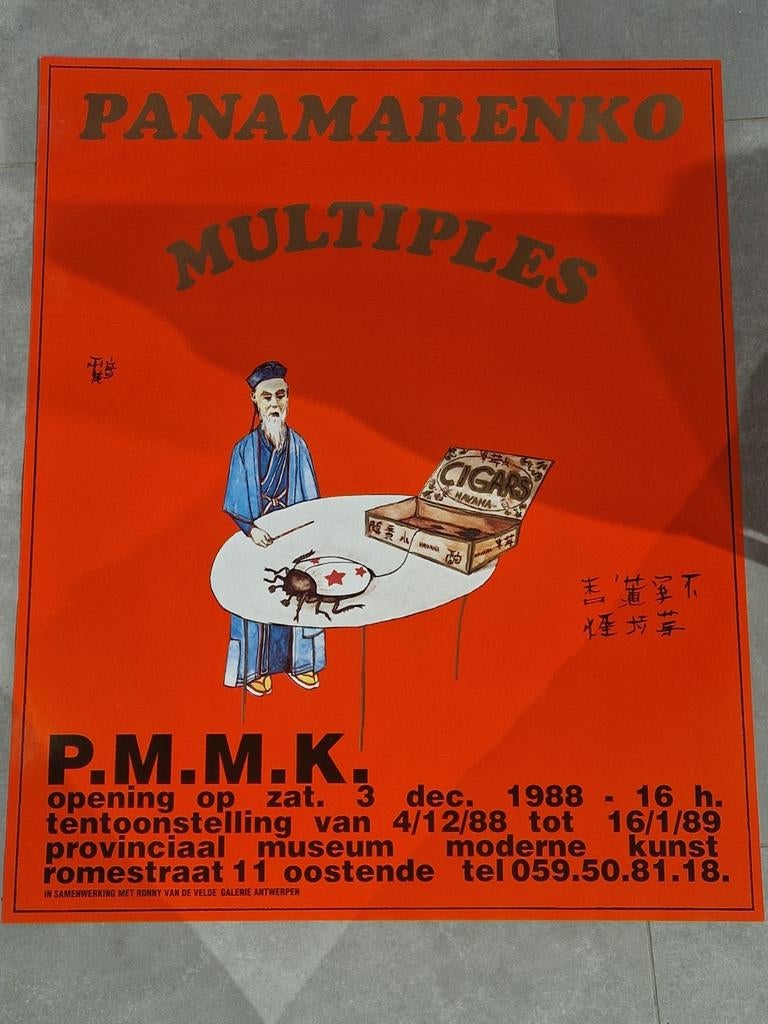 PANAMARENKO
MULTIPLES
CIGARS
HAVANA
HAVANA
P.M.M.K.
opening op zat. 3 dec. 1988 - 16 h.
tentoonstelling van 4/12/88 tot 16/1/89
provinciaal museum moderne kunst
romestraat 11 oostende tel 059.50.81.18.
IN SAMENWERKING MET RONNY VAN DE VELDE GALERIE ANTWERPEN